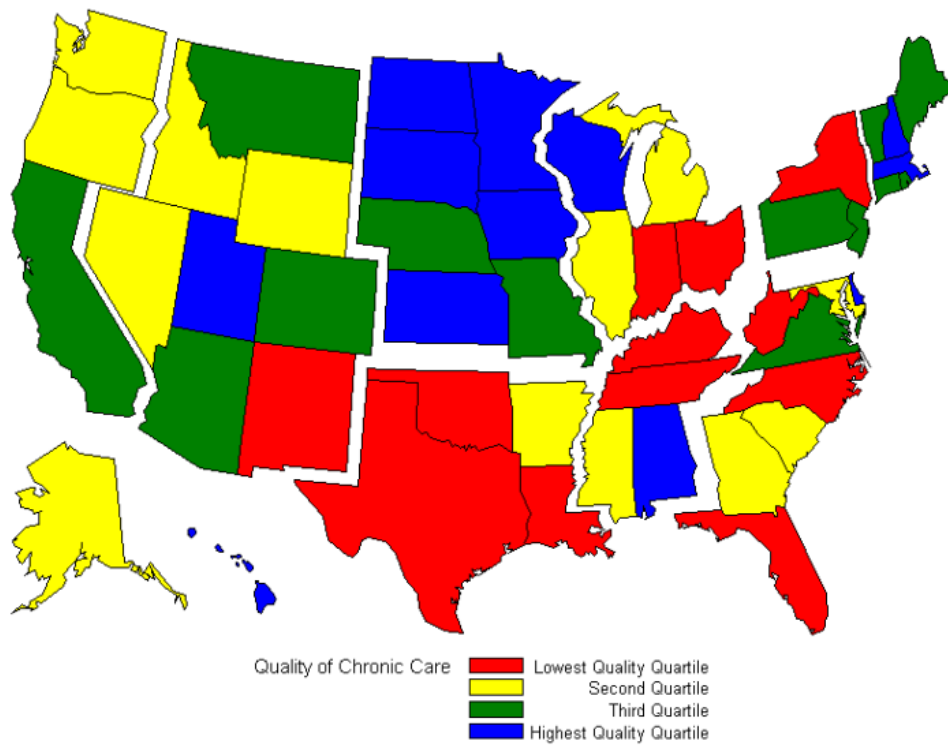 Quality of Chronic Care
Lowest Quality Quartile
Second Quartile
Third Quartile
Highest Quality Quartile